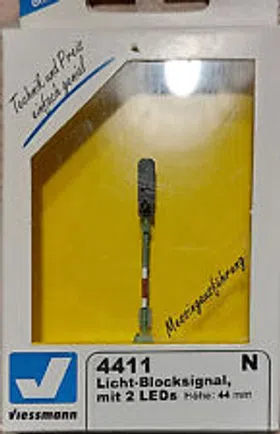 Technik und Preis
einfach genial
Messingausführung
4411 N
Licht-Blocksignal,
mit 2 LEDs Höhe: 44 mm
Viessmann